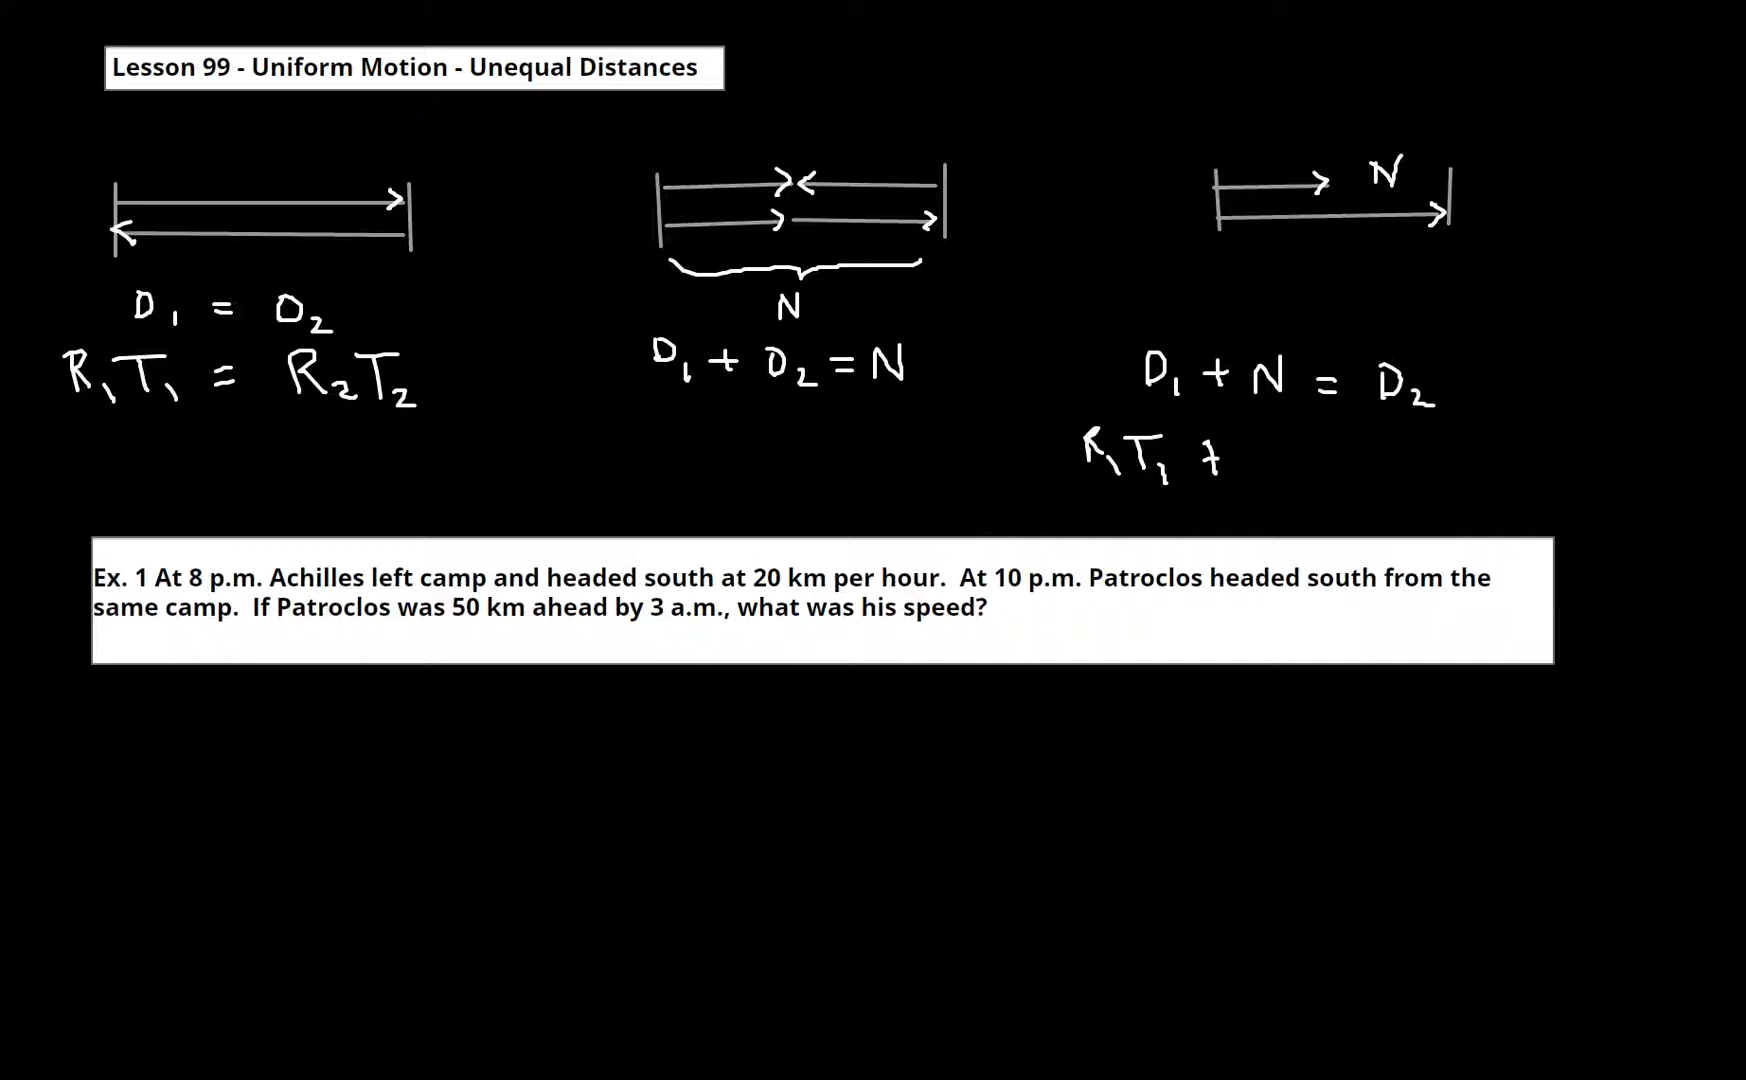 Lesson 99 - Uniform Motion - Unequal Distances
N
D₁ = D₂
R₁T₁ = R₂T₂
N
D₁ + D₂ = N
D₁ + N = D₂
R₁T₁ +
Ex. 1 At 8 p.m. Achilles left camp and headed south at 20 km per hour.  At 10 p.m. Patroclos headed south from the
same camp.  If Patroclos was 50 km ahead by 3 a.m., what was his speed?